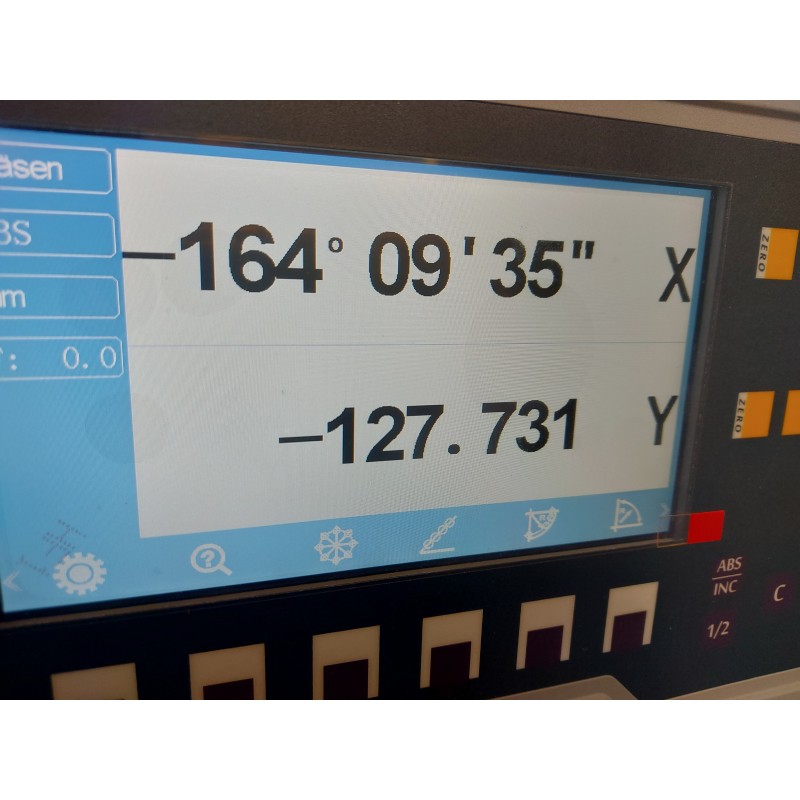 äsen
BS
m
: 0.0
−164° 09' 35" X
−127.731 Y
ZERO
ZERO
ABS
INC
1/2
C